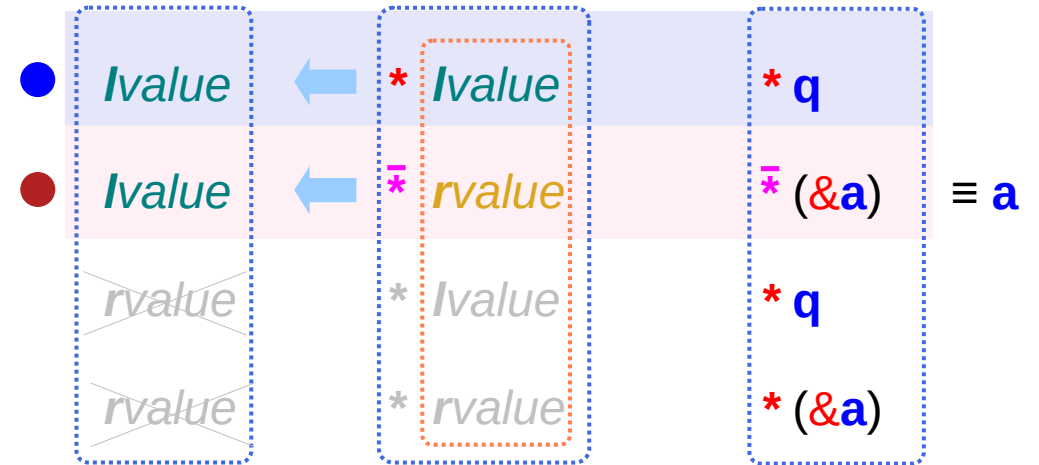 lvalue * lvalue * q
lvalue *̅ rvalue *̅ (&a) ≡ a
rvalue * lvalue * q
rvalue * rvalue * (&a)